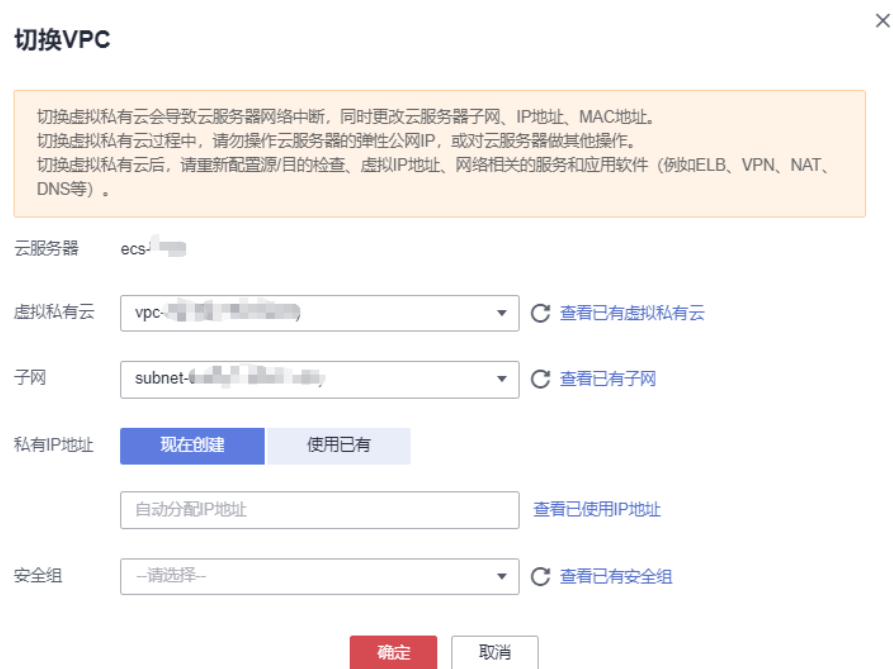 切换VPC
切换虚拟私有云会导致云服务器网络中断，同时更改云服务器子网、IP地址、MAC地址。
切换虚拟私有云过程中，请勿操作云服务器的弹性公网IP，或对云服务器做其他操作。
切换虚拟私有云后，请重新配置源/目的检查、虚拟IP地址、网络相关的服务和应用软件（例如ELB、VPN、NAT、
DNS等）。
云服务器 ecs-
虚拟私有云 vpc- 查看已有虚拟私有云
子网 subnet- 查看已有子网
私有IP地址 现在创建 使用已有
自动分配IP地址 查看已使用IP地址
安全组 --请选择-- 查看已有安全组
确定 取消